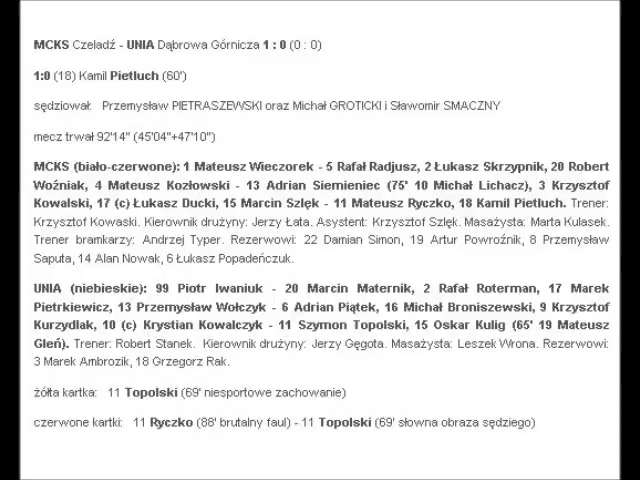 MCKS Czeladź - UNIA Dąbrowa Górnicza 1 : 0 (0 : 0)
1:0 (18) Kamil Pietluch (60')
sędziował: Przemysław PIETRASZEWSKI oraz Michał GROTICKI i Sławomir SMACZNY
mecz trwał 92'14" (45'04"+47'10")
MCKS (biało-czerwone): 1 Mateusz Wieczorek - 5 Rafał Radjusz, 2 Łukasz Skrzypnik, 20 Robert
Woźniak, 4 Mateusz Kozłowski - 13 Adrian Siemieniec (75' 10 Michał Lichacz), 3 Krzysztof
Kowalski, 17 (c) Łukasz Ducki, 15 Marcin Szlęk - 11 Mateusz Ryczko, 18 Kamil Pietluch. Trener:
Krzysztof Kowaski. Kierownik drużyny: Jerzy Łata. Asystent: Krzysztof Szlęk. Masażysta: Marta Kulasek.
Trener bramkarzy: Andrzej Typer. Rezerwowi: 22 Damian Simon, 19 Artur Powroźnik, 8 Przemysław
Saputa, 14 Alan Nowak, 6 Łukasz Popadeńczuk.
UNIA (niebieskie): 99 Piotr Iwaniuk - 20 Marcin Maternik, 2 Rafał Roterman, 17 Marek
Pietrkiewicz, 13 Przemysław Wołczyk - 6 Adrian Piątek, 16 Michał Broniszewski, 9 Krzysztof
Kurzydlak, 10 (c) Krystian Kowalczyk - 11 Szymon Topolski, 15 Oskar Kulig (65' 19 Mateusz
Gleń). Trener: Robert Stanek. Kierownik drużyny: Jerzy Gęgota. Masażysta: Leszek Wrona. Rezerwowi:
3 Marek Ambrozik, 18 Grzegorz Rak.
żółta kartka: 11 Topolski (69' niesportowe zachowanie)
czerwone kartki: 11 Ryczko (88' brutalny faul) - 11 Topolski (69' słowna obraza sędziego)